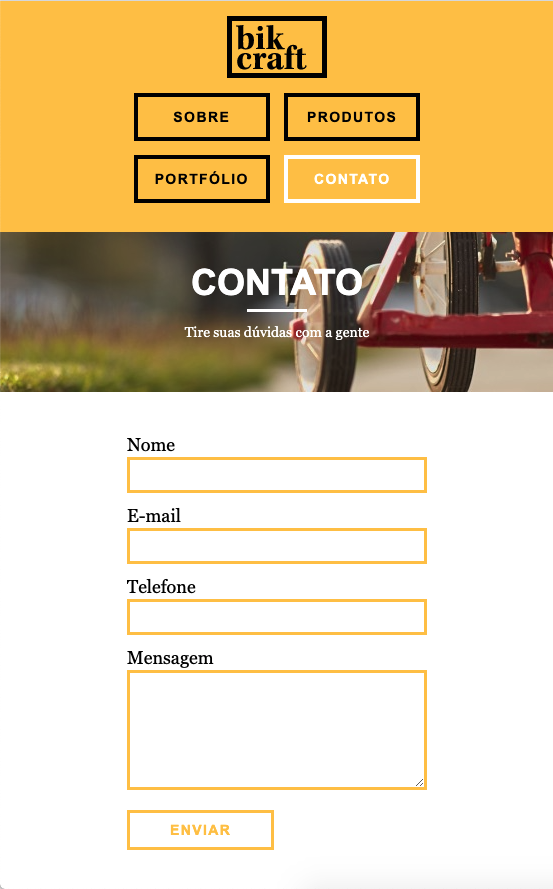 bik
craft
SOBRE
PRODUTOS
PORTFÓLIO
CONTATO
CONTATO
Tire suas dúvidas com a gente
Nome
E-mail
Telefone
Mensagem
ENVIAR